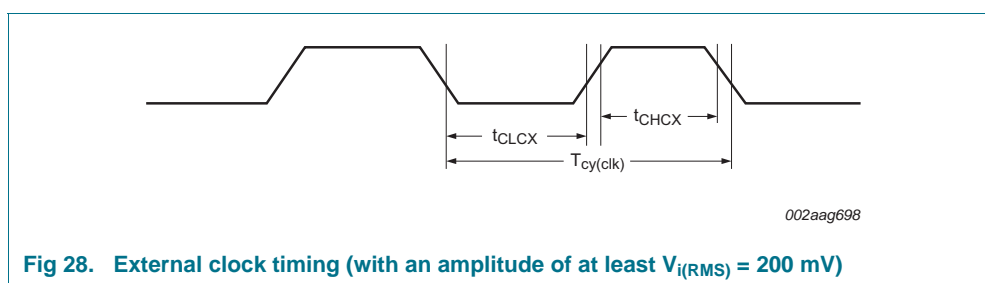 tCHCX
tCLCX
Tcy(clk)
002aag698
Fig 28. External clock timing (with an amplitude of at least Vi(RMS) = 200 mV)